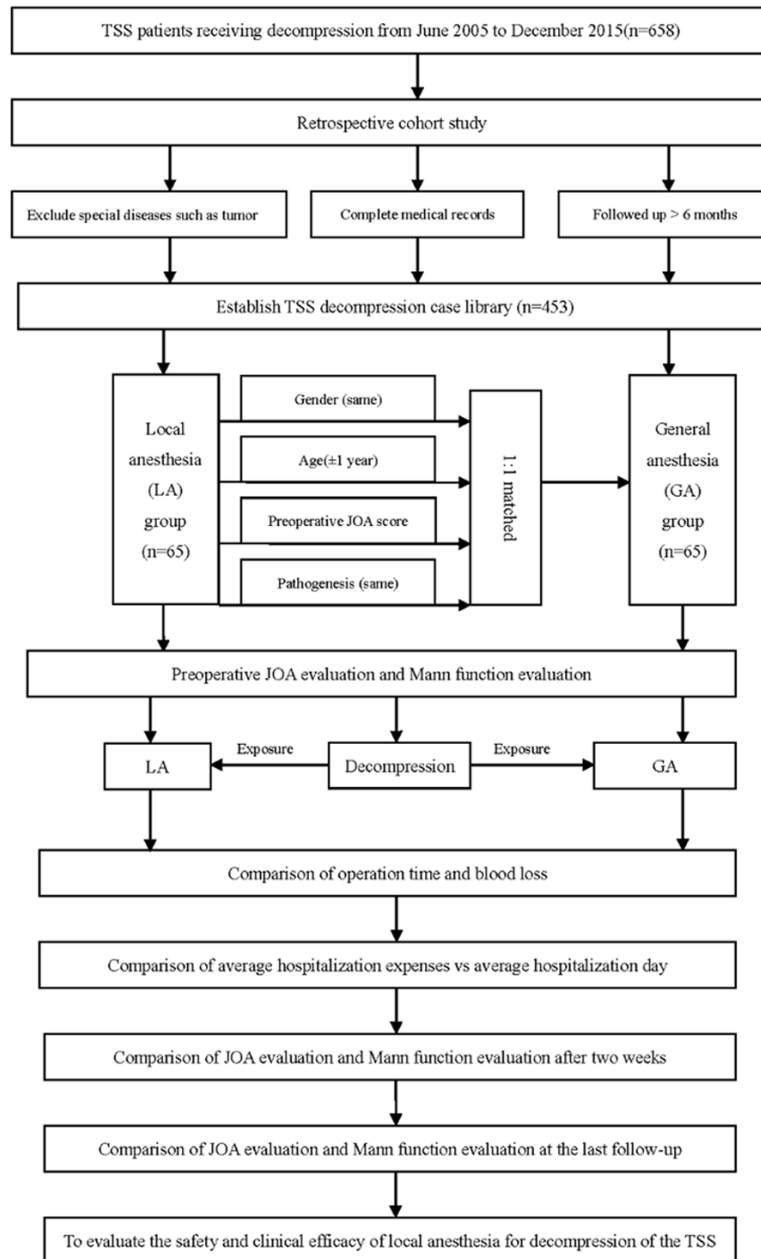 TSS patients receiving decompression from June 2005 to December 2015(n=658)
Retrospective cohort study
Exclude special diseases such as tumor
Complete medical records
Followed up > 6 months
Establish TSS decompression case library (n=453)
Local
anesthesia
(LA)
group
(n=65)
Gender (same)
Age(±1 year)
Preoperative JOA score
Pathogenesis (same)
1:1 matched
General
anesthesia
(GA)
group
(n=65)
Preoperative JOA evaluation and Mann function evaluation
LA
Exposure
Decompression
Exposure
GA
Comparison of operation time and blood loss
Comparison of average hospitalization expenses vs average hospitalization day
Comparison of JOA evaluation and Mann function evaluation after two weeks
Comparison of JOA evaluation and Mann function evaluation at the last follow-up
To evaluate the safety and clinical efficacy of local anesthesia for decompression of the TSS